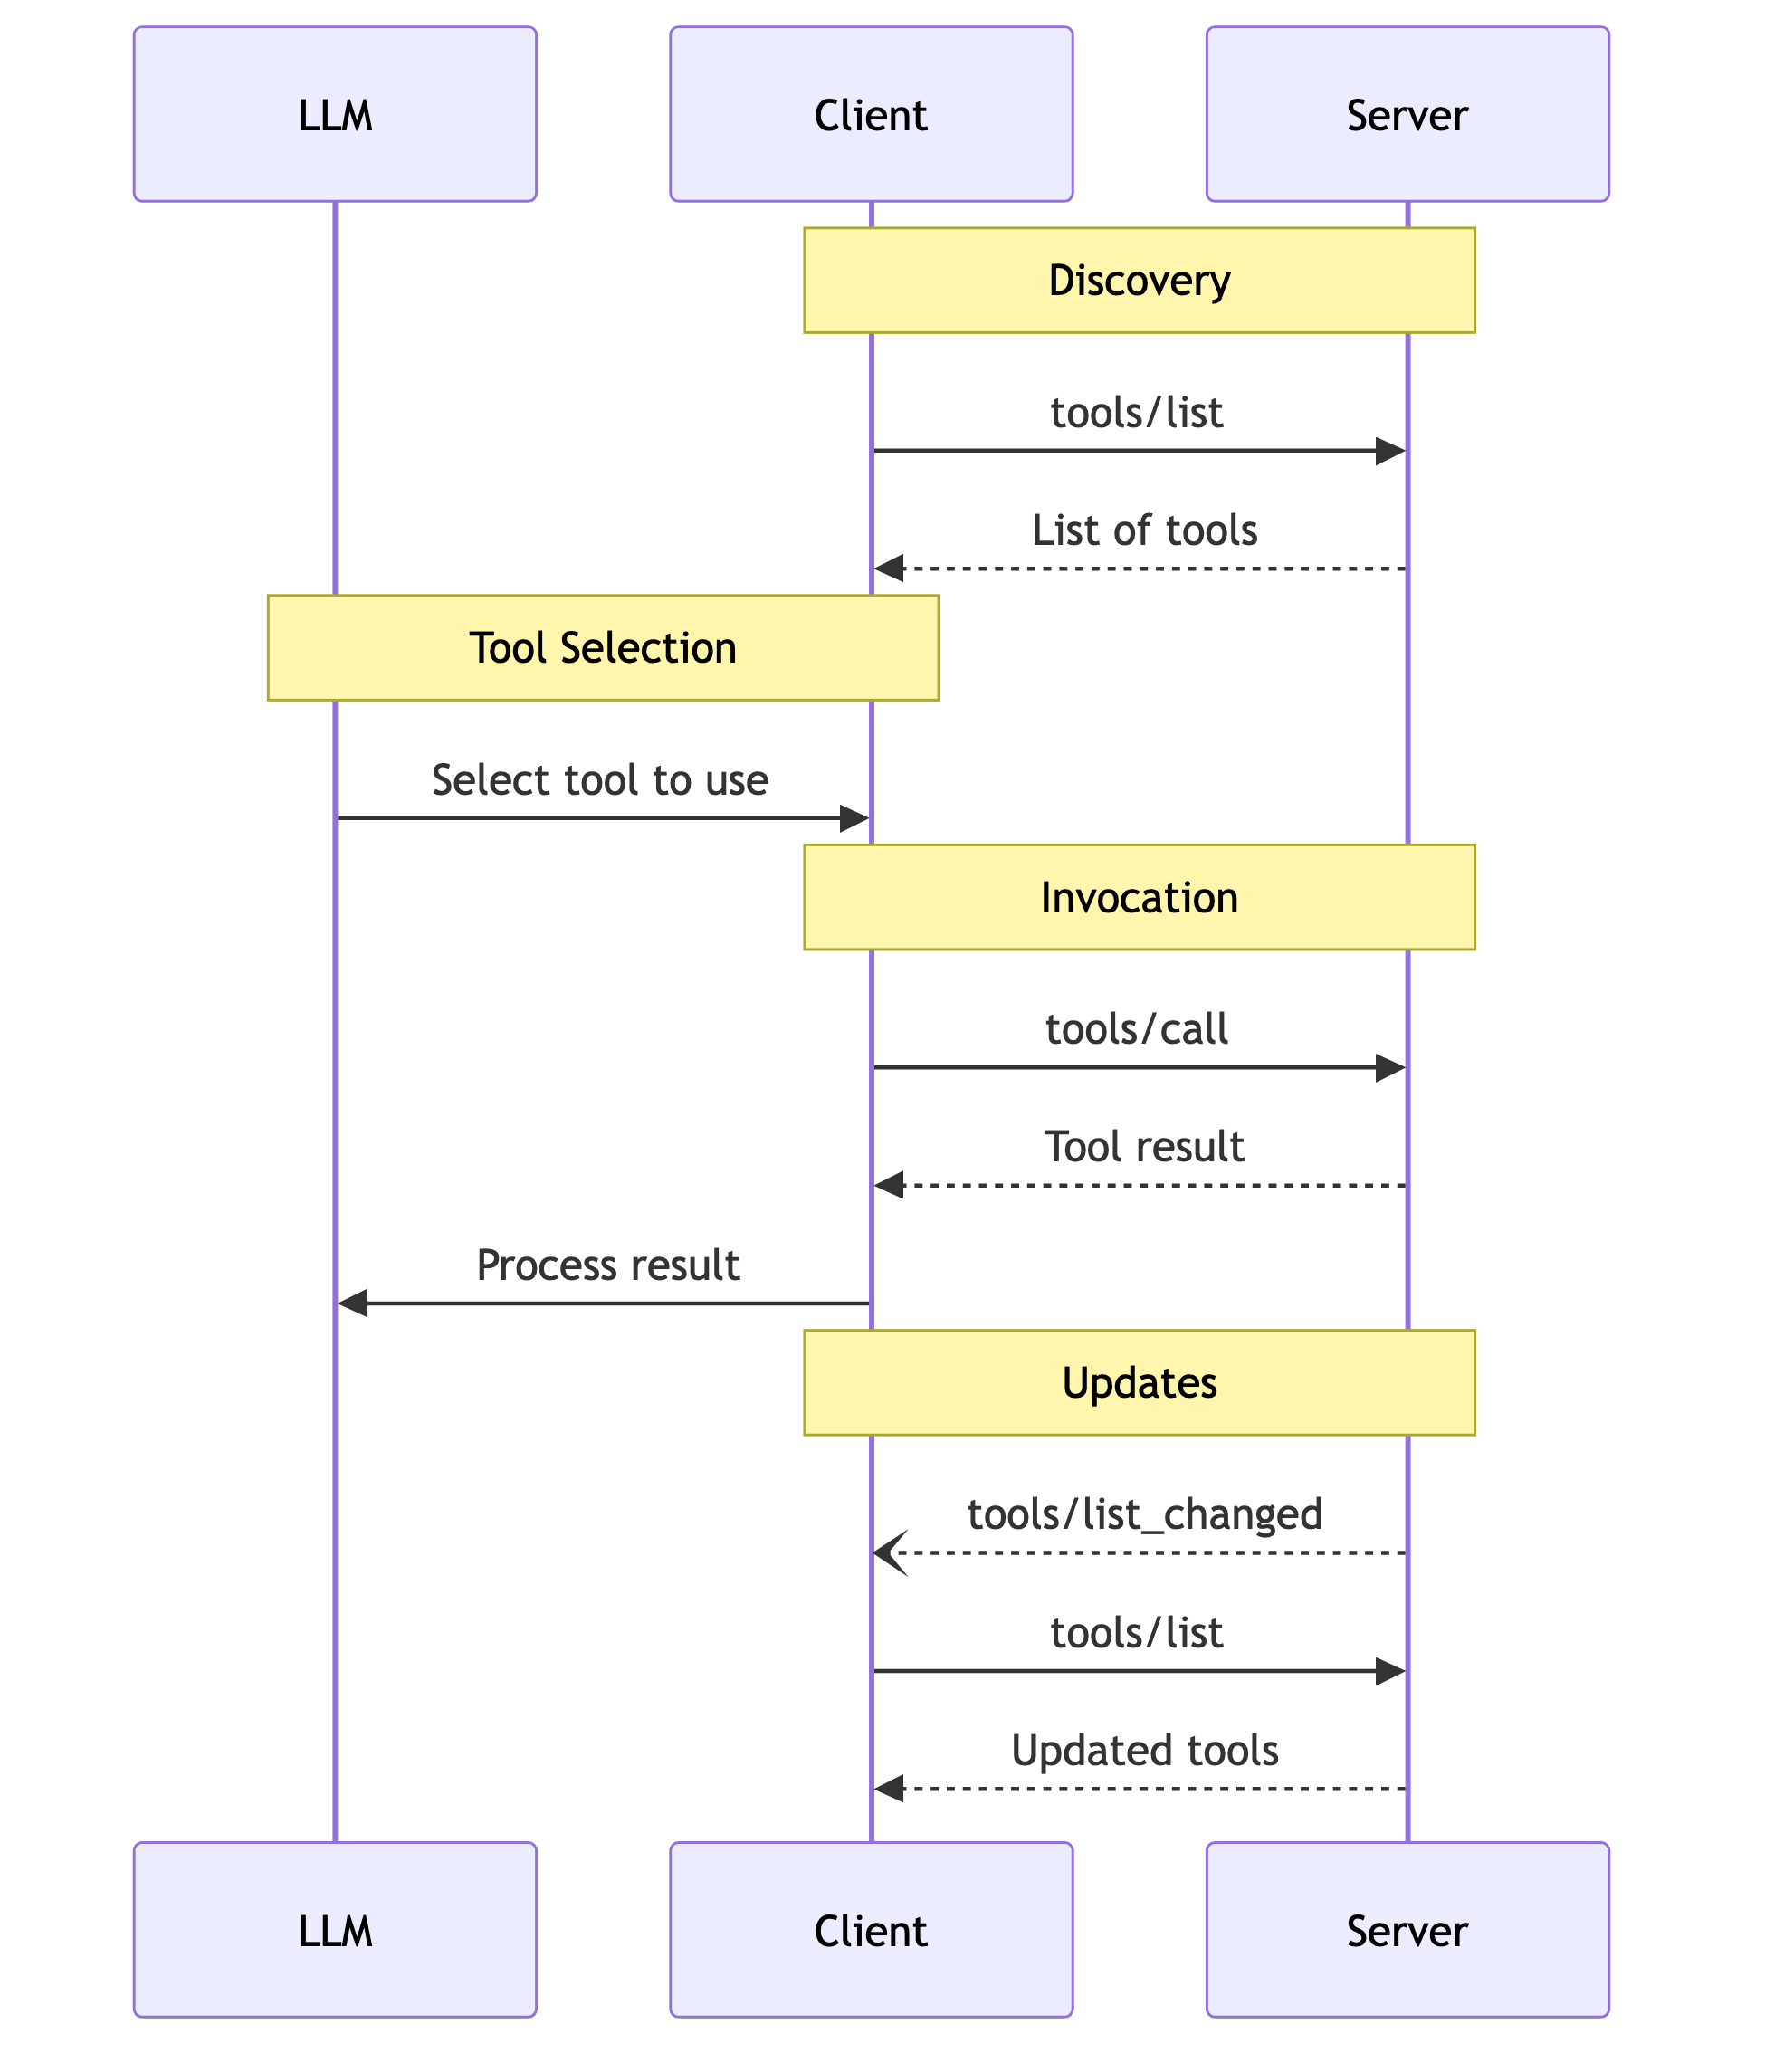 LLM
Client
Server
Discovery
tools/list
List of tools
Tool Selection
Select tool to use
Invocation
tools/call
Tool result
Process result
Updates
tools/list_changed
tools/list
Updated tools
LLM
Client
Server